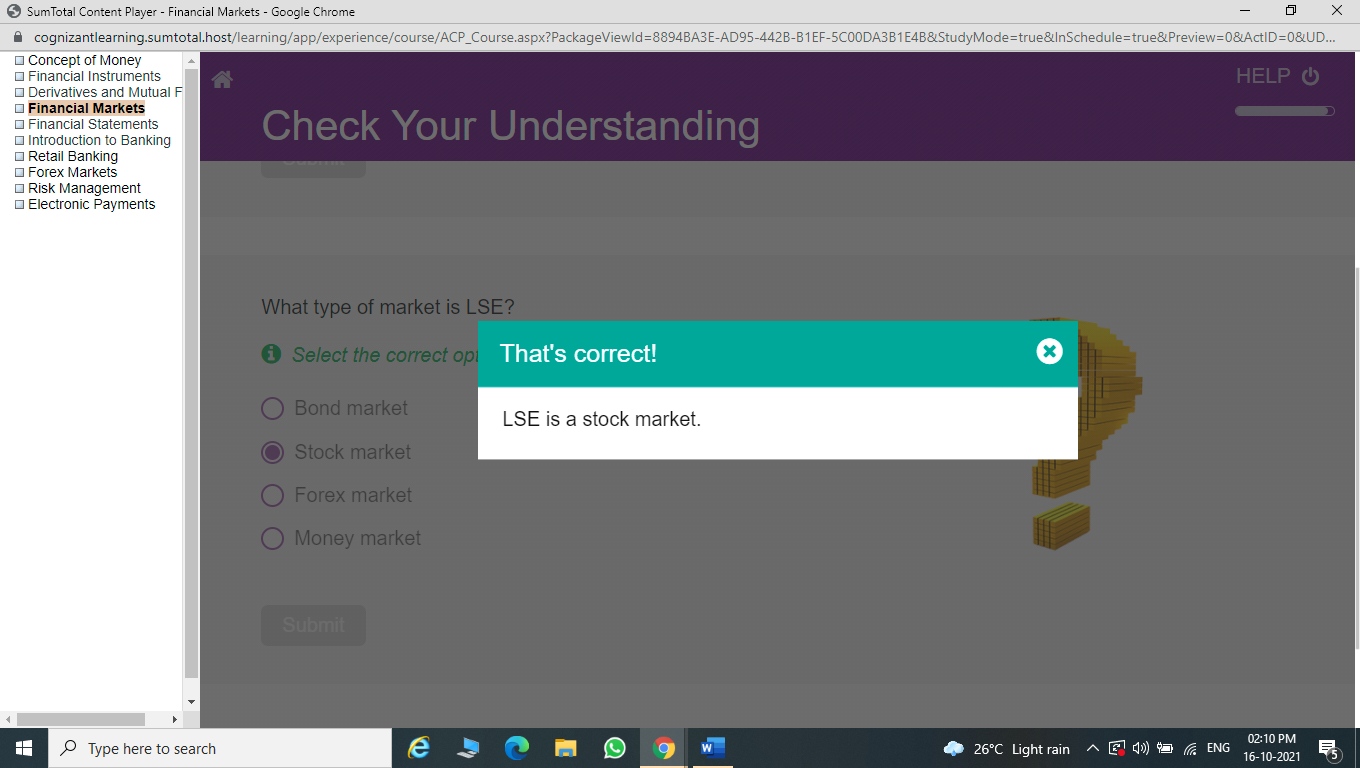 SumTotal Content Player - Financial Markets - Google Chrome
cognizantlearning.sumtotal.host/learning/app/experience/course/ACP_Course.aspx?PackageViewId=8894BA3E-AD95-442B-B1EF-5C00DA3B1E4B&StudyMode=true&InSchedule=true&Preview=0&ActID=0&UD...
Concept of Money
Financial Instruments
Derivatives and Mutual F
Financial Markets
Financial Statements
Introduction to Banking
Retail Banking
Forex Markets
Risk Management
Electronic Payments
HELP
Check Your Understanding
Submit
What type of market is LSE?
Select the correct opt
That's correct!
LSE is a stock market.
Bond market
Stock market
Forex market
Money market
Submit
Type here to search
26°C Light rain
ENG
02:10 PM
16-10-2021
5